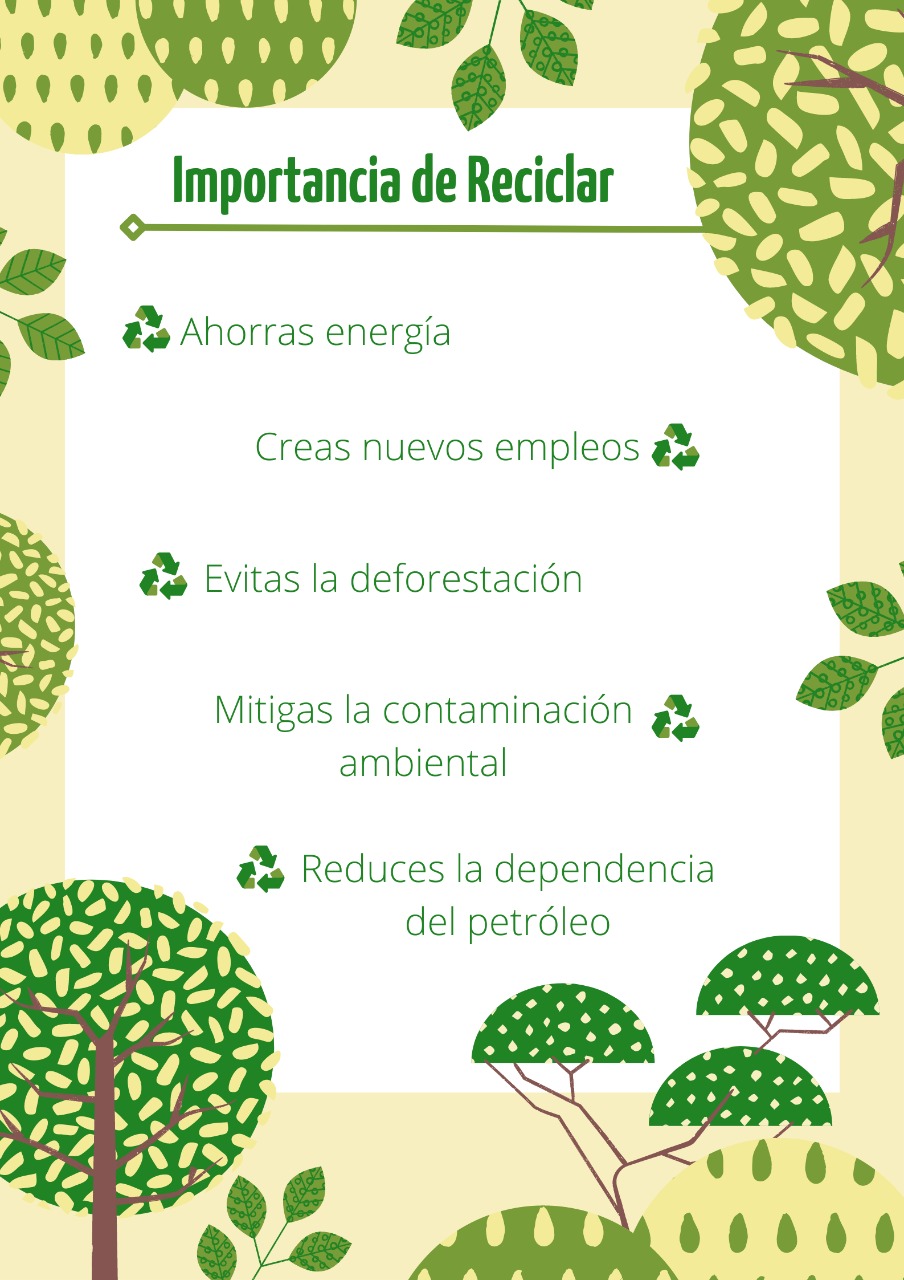 Importancia de Reciclar
Ahorras energía
Creas nuevos empleos
Evitas la deforestación
Mitigas la contaminación
ambiental
Reduces la dependencia
del petróleo